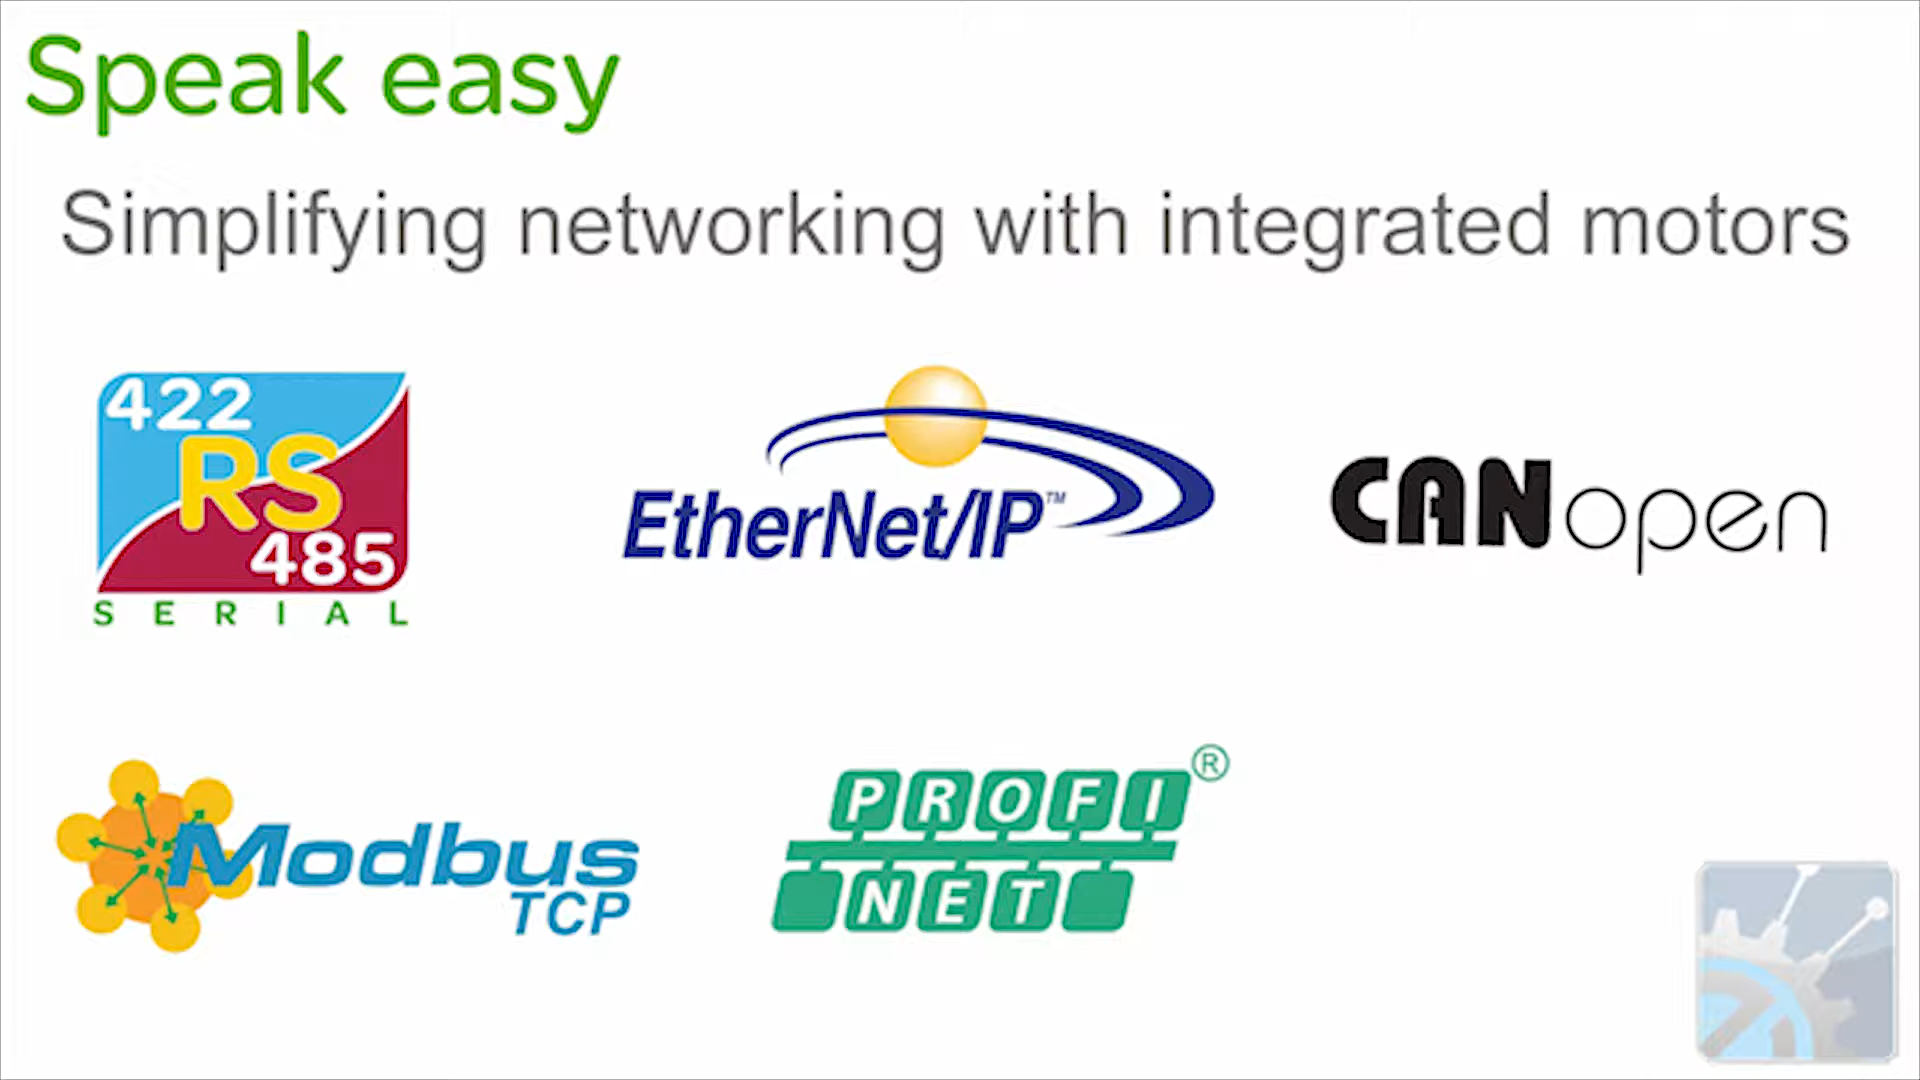 Speak easy
Simplifying networking with integrated motors
422
RS
485
SERIAL
EtherNet/IP™
CANopen
Modbus
TCP
PROFI®
NET